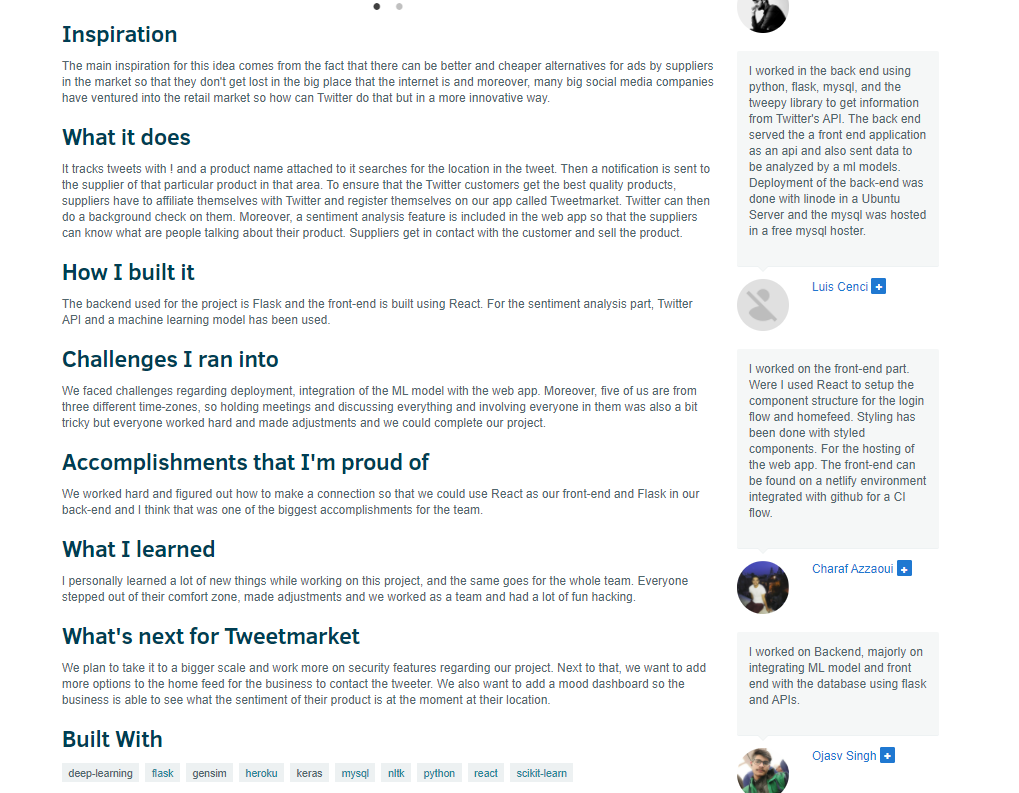 Inspiration
The main inspiration for this idea comes from the fact that there can be better and cheaper alternatives for ads by suppliers
in the market so that they don't get lost in the big place that the internet is and moreover, many big social media companies
have ventured into the retail market so how can Twitter do that but in a more innovative way.
What it does
It tracks tweets with ! and a product name attached to it searches for the location in the tweet. Then a notification is sent to
the supplier of that particular product in that area. To ensure that the Twitter customers get the best quality products,
suppliers have to affiliate themselves with Twitter and register themselves on our app called Tweetmarket. Twitter can then
do a background check on them. Moreover, a sentiment analysis feature is included in the web app so that the suppliers
can know what are people talking about their product. Suppliers get in contact with the customer and sell the product.
How I built it
The backend used for the project is Flask and the front-end is built using React. For the sentiment analysis part, Twitter
API and a machine learning model has been used.
Challenges I ran into
We faced challenges regarding deployment, integration of the ML model with the web app. Moreover, five of us are from
three different time-zones, so holding meetings and discussing everything and involving everyone in them was also a bit
tricky but everyone worked hard and made adjustments and we could complete our project.
Accomplishments that I'm proud of
We worked hard and figured out how to make a connection so that we could use React as our front-end and Flask in our
back-end and I think that was one of the biggest accomplishments for the team.
What I learned
I personally learned a lot of new things while working on this project, and the same goes for the whole team. Everyone
stepped out of their comfort zone, made adjustments and we worked as a team and had a lot of fun hacking.
What's next for Tweetmarket
We plan to take it to a bigger scale and work more on security features regarding our project. Next to that, we want to add
more options to the home feed for the business to contact the tweeter. We also want to add a mood dashboard so the
business is able to see what the sentiment of their product is at the moment at their location.
Built With
deep-learning flask gensim heroku keras mysql nltk python react scikit-learn
I worked in the back end using
python, flask, mysql, and the
tweepy library to get information
from Twitter's API. The back end
served the a front end application
as an api and also sent data to
be analyzed by a ml models.
Deployment of the back-end was
done with linode in a Ubuntu
Server and the mysql was hosted
in a free mysql hoster.
Luis Cenci +
I worked on the front-end part.
Were I used React to setup the
component structure for the login
flow and homefeed. Styling has
been done with styled
components. For the hosting of
the web app. The front-end can
be found on a netlify environment
integrated with github for a CI
flow.
Charaf Azzaoui +
I worked on Backend, majorly on
integrating ML model and front
end with the database using flask
and APIs.
Ojasv Singh +